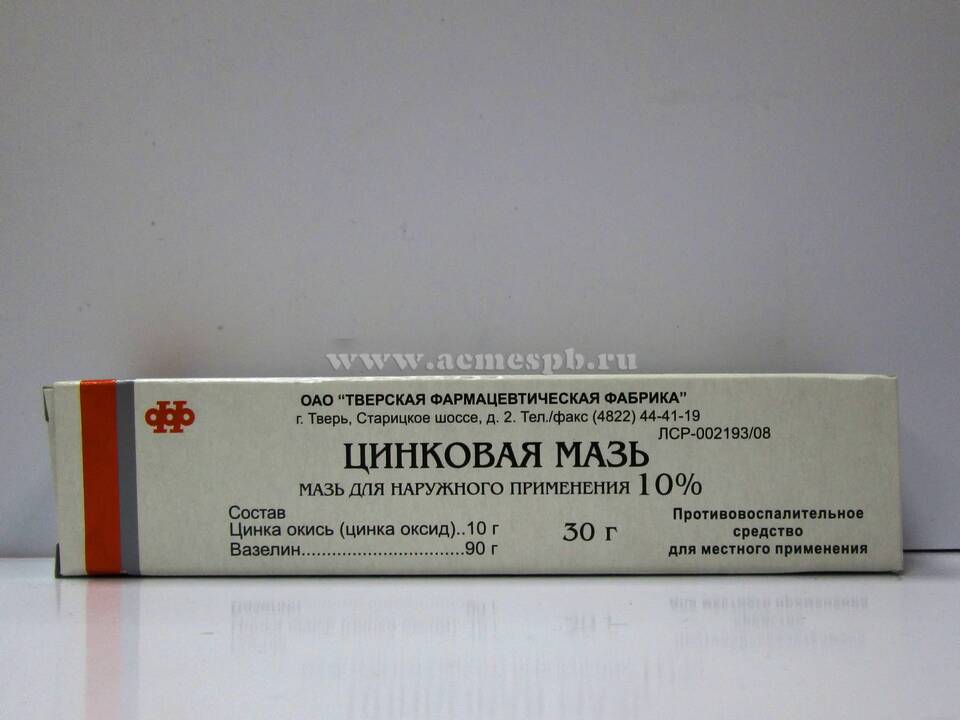 www.acmespb.ru
ОАО "ТВЕРСКАЯ ФАРМАЦЕВТИЧЕСКАЯ ФАБРИКА"
г. Тверь, Старицкое шоссе, д. 2. Тел./факс (4822) 44-41-19
ЛСР-002193/08
ЦИНКОВАЯ МАЗЬ
МАЗЬ ДЛЯ НАРУЖНОГО ПРИМЕНЕНИЯ 10%
Состав
Цинка окись (цинка оксид)..10 г
Вазелин................................90 г
30 г
Противовоспалительное
средство
для местного применения